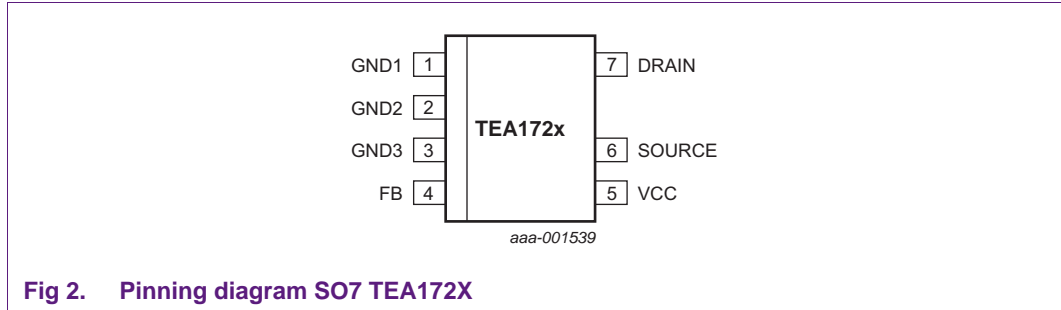 GND1 1 7 DRAIN
GND2 2
TEA172x
GND3 3 6 SOURCE
FB 4 5 VCC
aaa-001539
Fig 2. Pinning diagram SO7 TEA172X